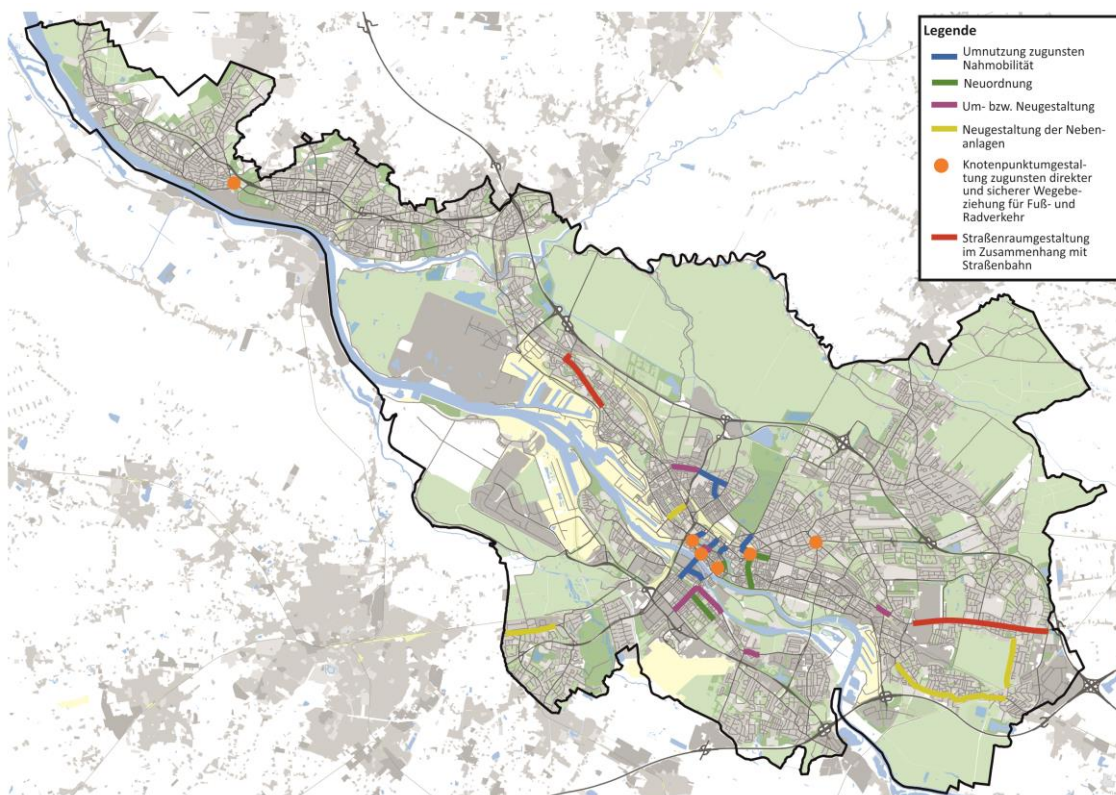 Legende
Umnutzung zugunsten
Nahmobilität
Neuordnung
Um- bzw. Neugestaltung
Neugestaltung der Neben-
anlagen
Knotenpunktumgestal-
tung zugunsten direkter
und sicherer Wegebe-
ziehung für Fuß- und
Radverkehr
Straßenraumgestaltung
im Zusammenhang mit
Straßenbahn